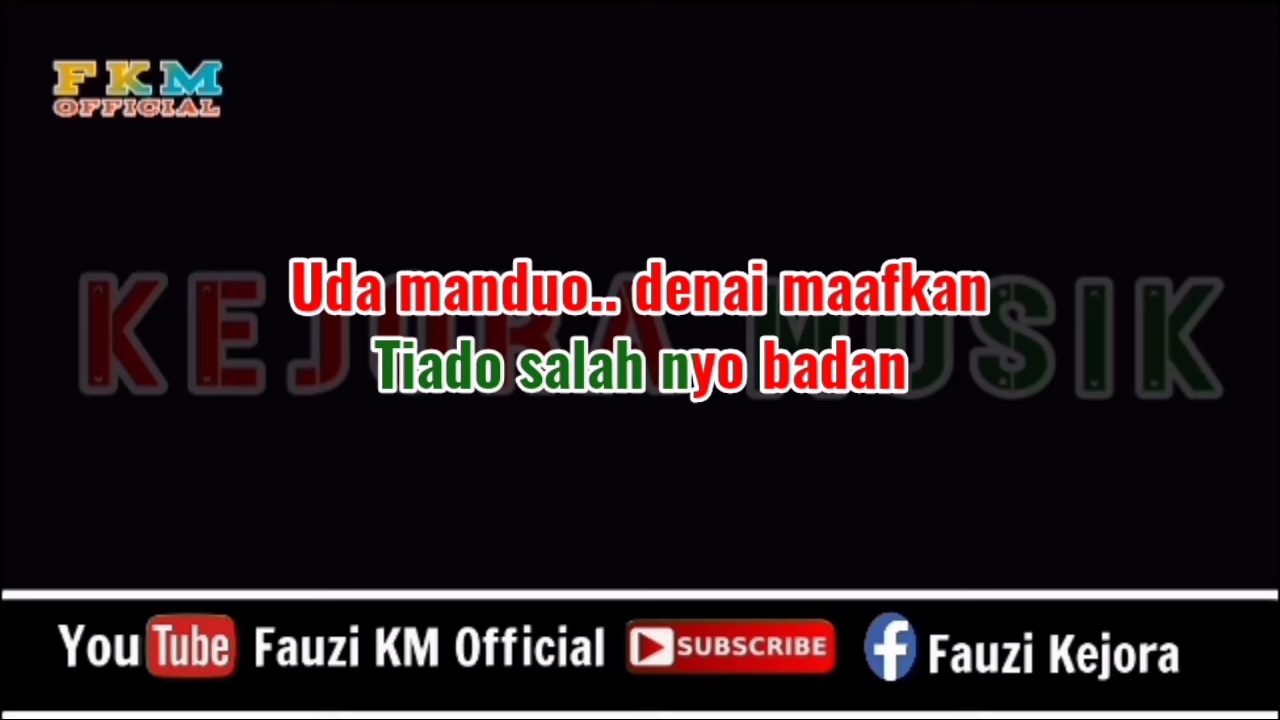 FKM
OFFICIAL
KEJORA MUSIK
Uda manduo.. denai maafkan
Tiado salah nyo badan
YouTube Fauzi KM Official SUBSCRIBE f Fauzi Kejora